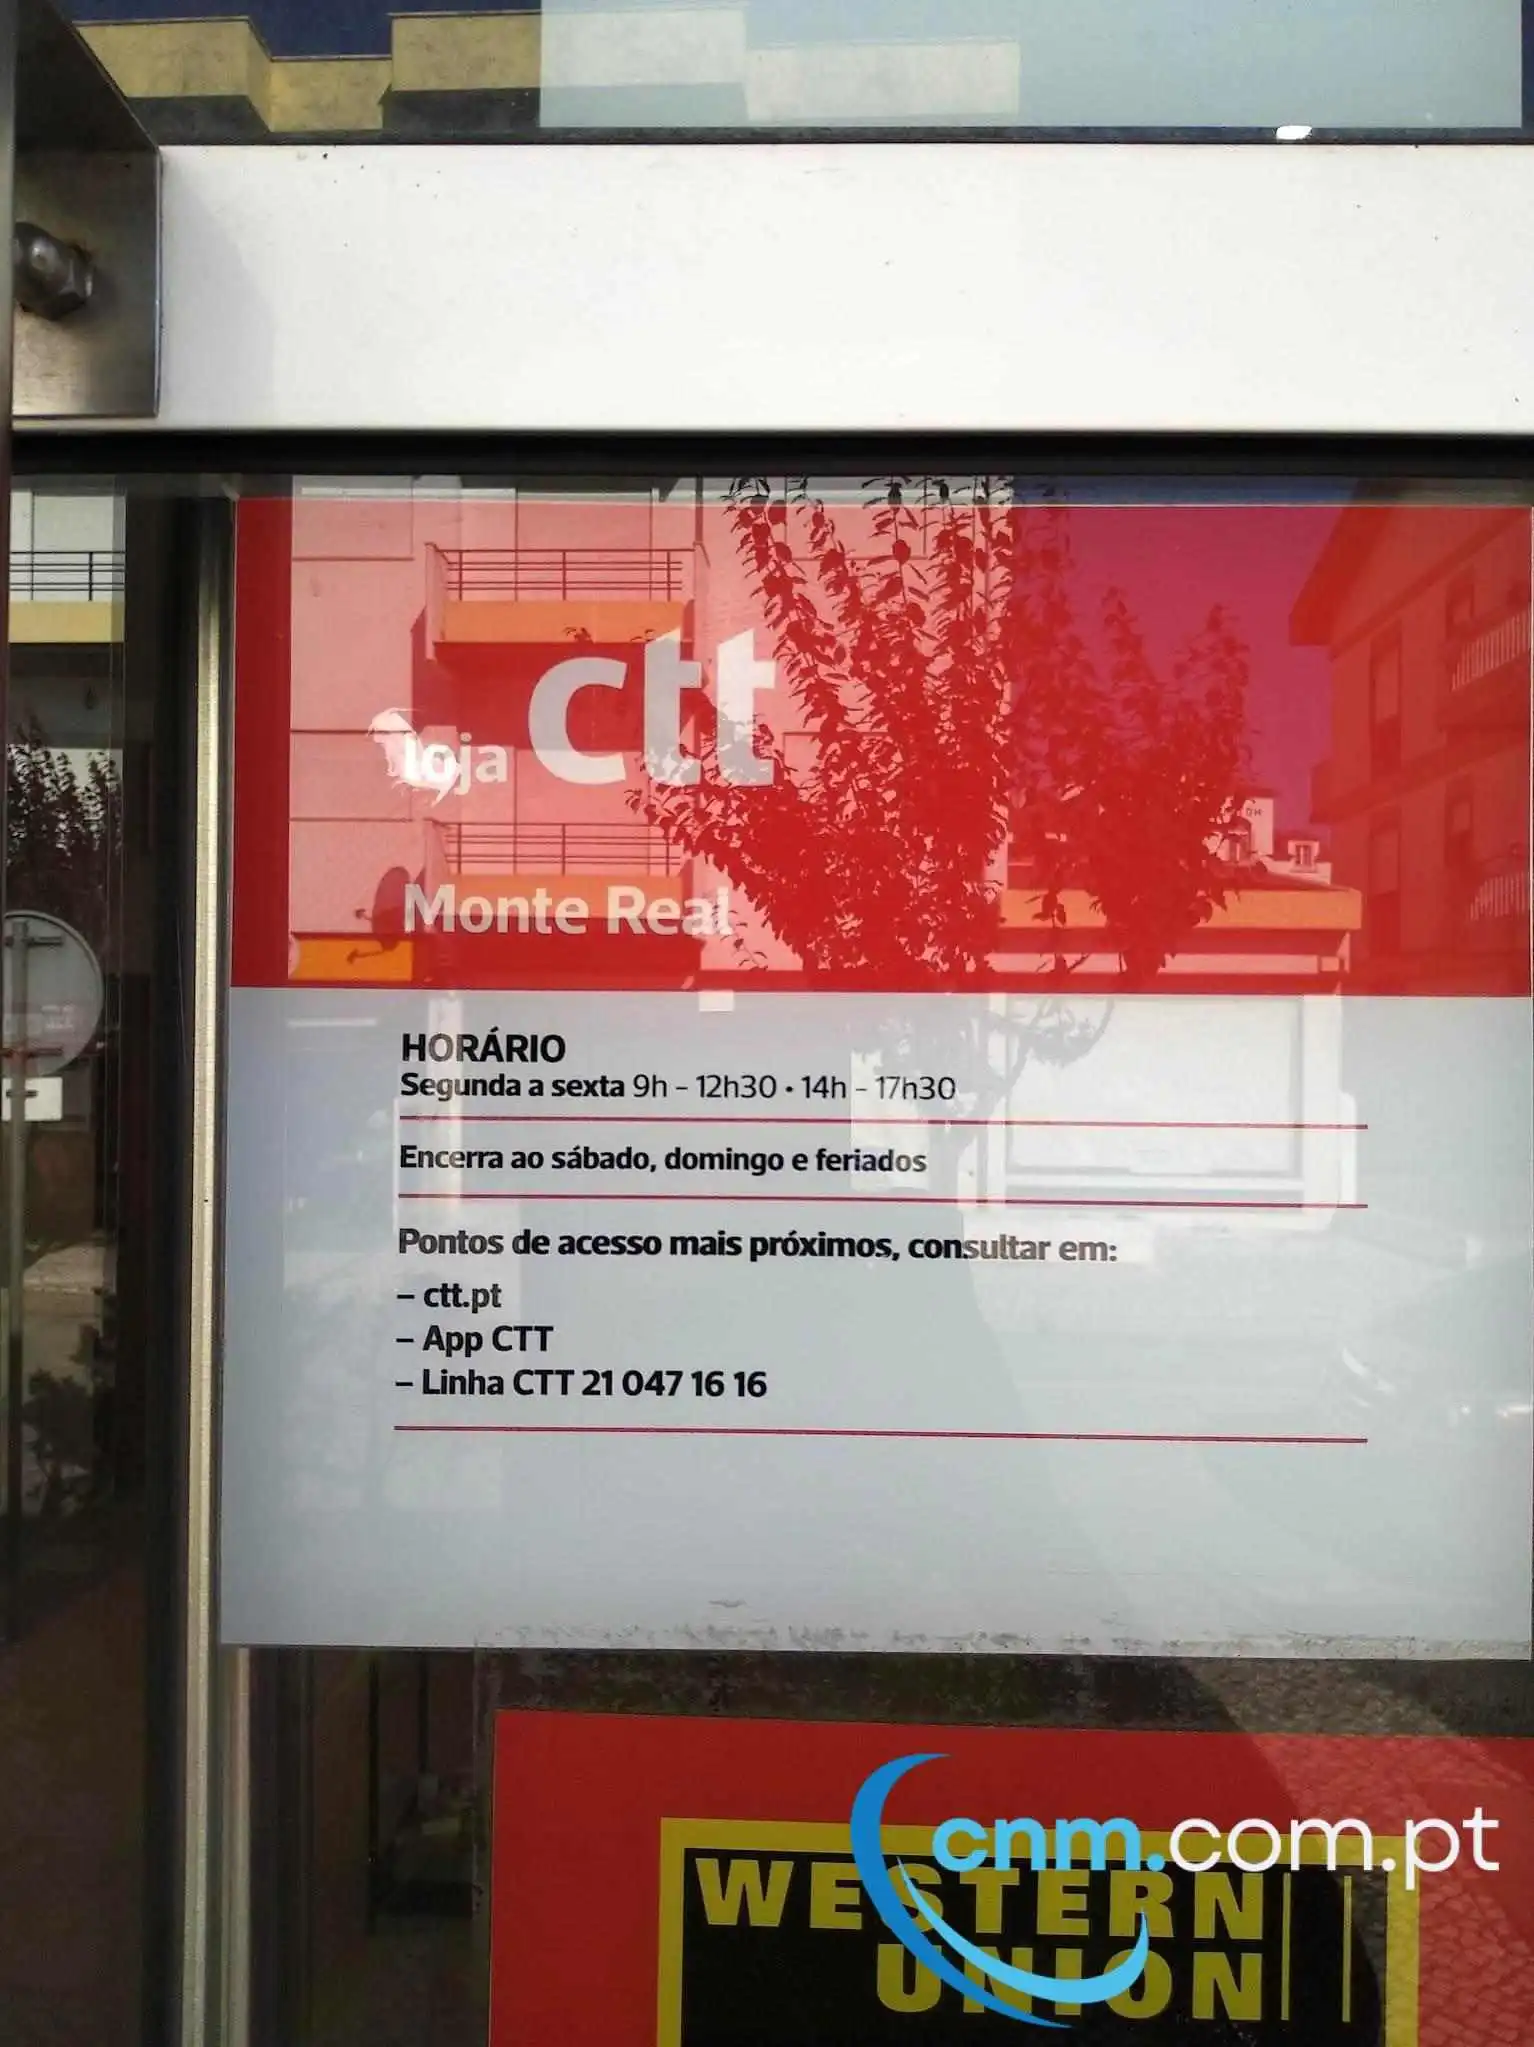 loja ctt
Monte Real
HORÁRIO
Segunda a sexta 9h – 12h30 • 14h – 17h30
Encerra ao sábado, domingo e feriados
Pontos de acesso mais próximos, consultar em:
– ctt.pt
– App CTT
– Linha CTT 21 047 16 16
cnm.com.pt
WESTERN
UNION